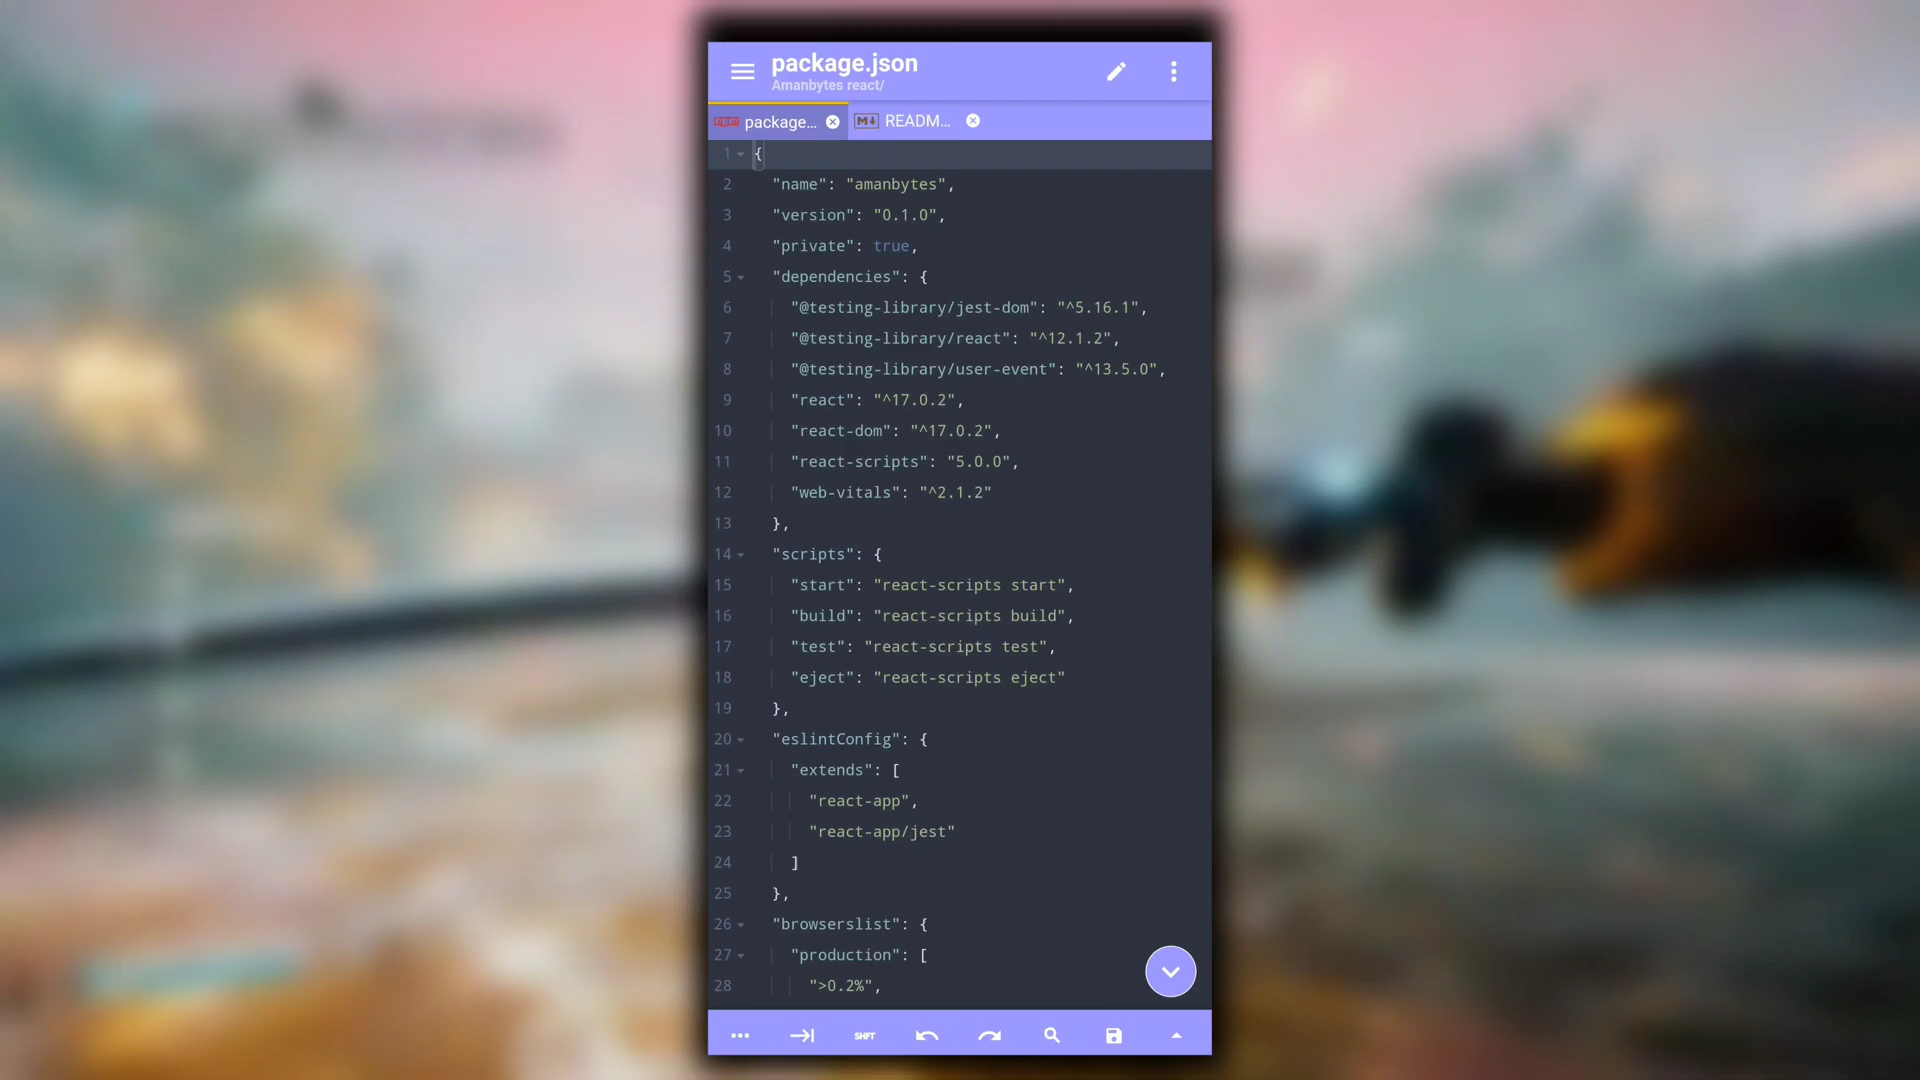 package.json
Amanbytes react/
package...
READM...
1 {
2 "name": "amanbytes",
3 "version": "0.1.0",
4 "private": true,
5 "dependencies": {
6 "@testing-library/jest-dom": "^5.16.1",
7 "@testing-library/react": "^12.1.2",
8 "@testing-library/user-event": "^13.5.0",
9 "react": "^17.0.2",
10 "react-dom": "^17.0.2",
11 "react-scripts": "5.0.0",
12 "web-vitals": "^2.1.2"
13 },
14 "scripts": {
15 "start": "react-scripts start",
16 "build": "react-scripts build",
17 "test": "react-scripts test",
18 "eject": "react-scripts eject"
19 },
20 "eslintConfig": {
21 "extends": [
22 "react-app",
23 "react-app/jest"
24 ]
25 },
26 "browserslist": {
27 "production": [
28 ">0.2%",
SHFT